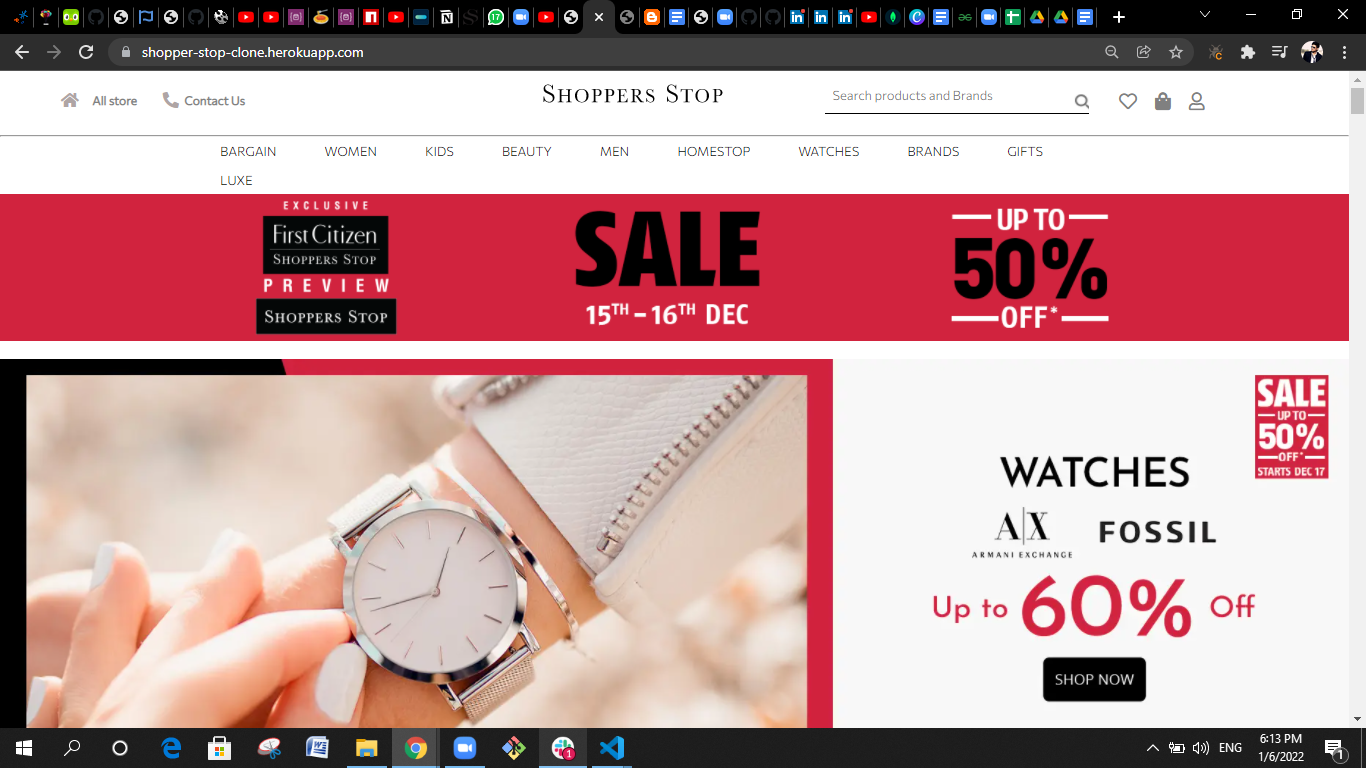 shopper-stop-clone.herokuapp.com
All store
Contact Us
SHOPPERS STOP
Search products and Brands
BARGAIN WOMEN KIDS BEAUTY MEN HOMESTOP WATCHES BRANDS GIFTS
LUXE
EXCLUSIVE
First Citizen
SHOPPERS STOP
PREVIEW
SHOPPERS STOP
SALE
15TH – 16TH DEC
UP TO
50%
OFF*
SALE
UP TO
50%
OFF*
STARTS DEC 17
WATCHES
A|X
ARMANI EXCHANGE
FOSSIL
Up to 60% Off
SHOP NOW
ENG
6:13 PM
1/6/2022